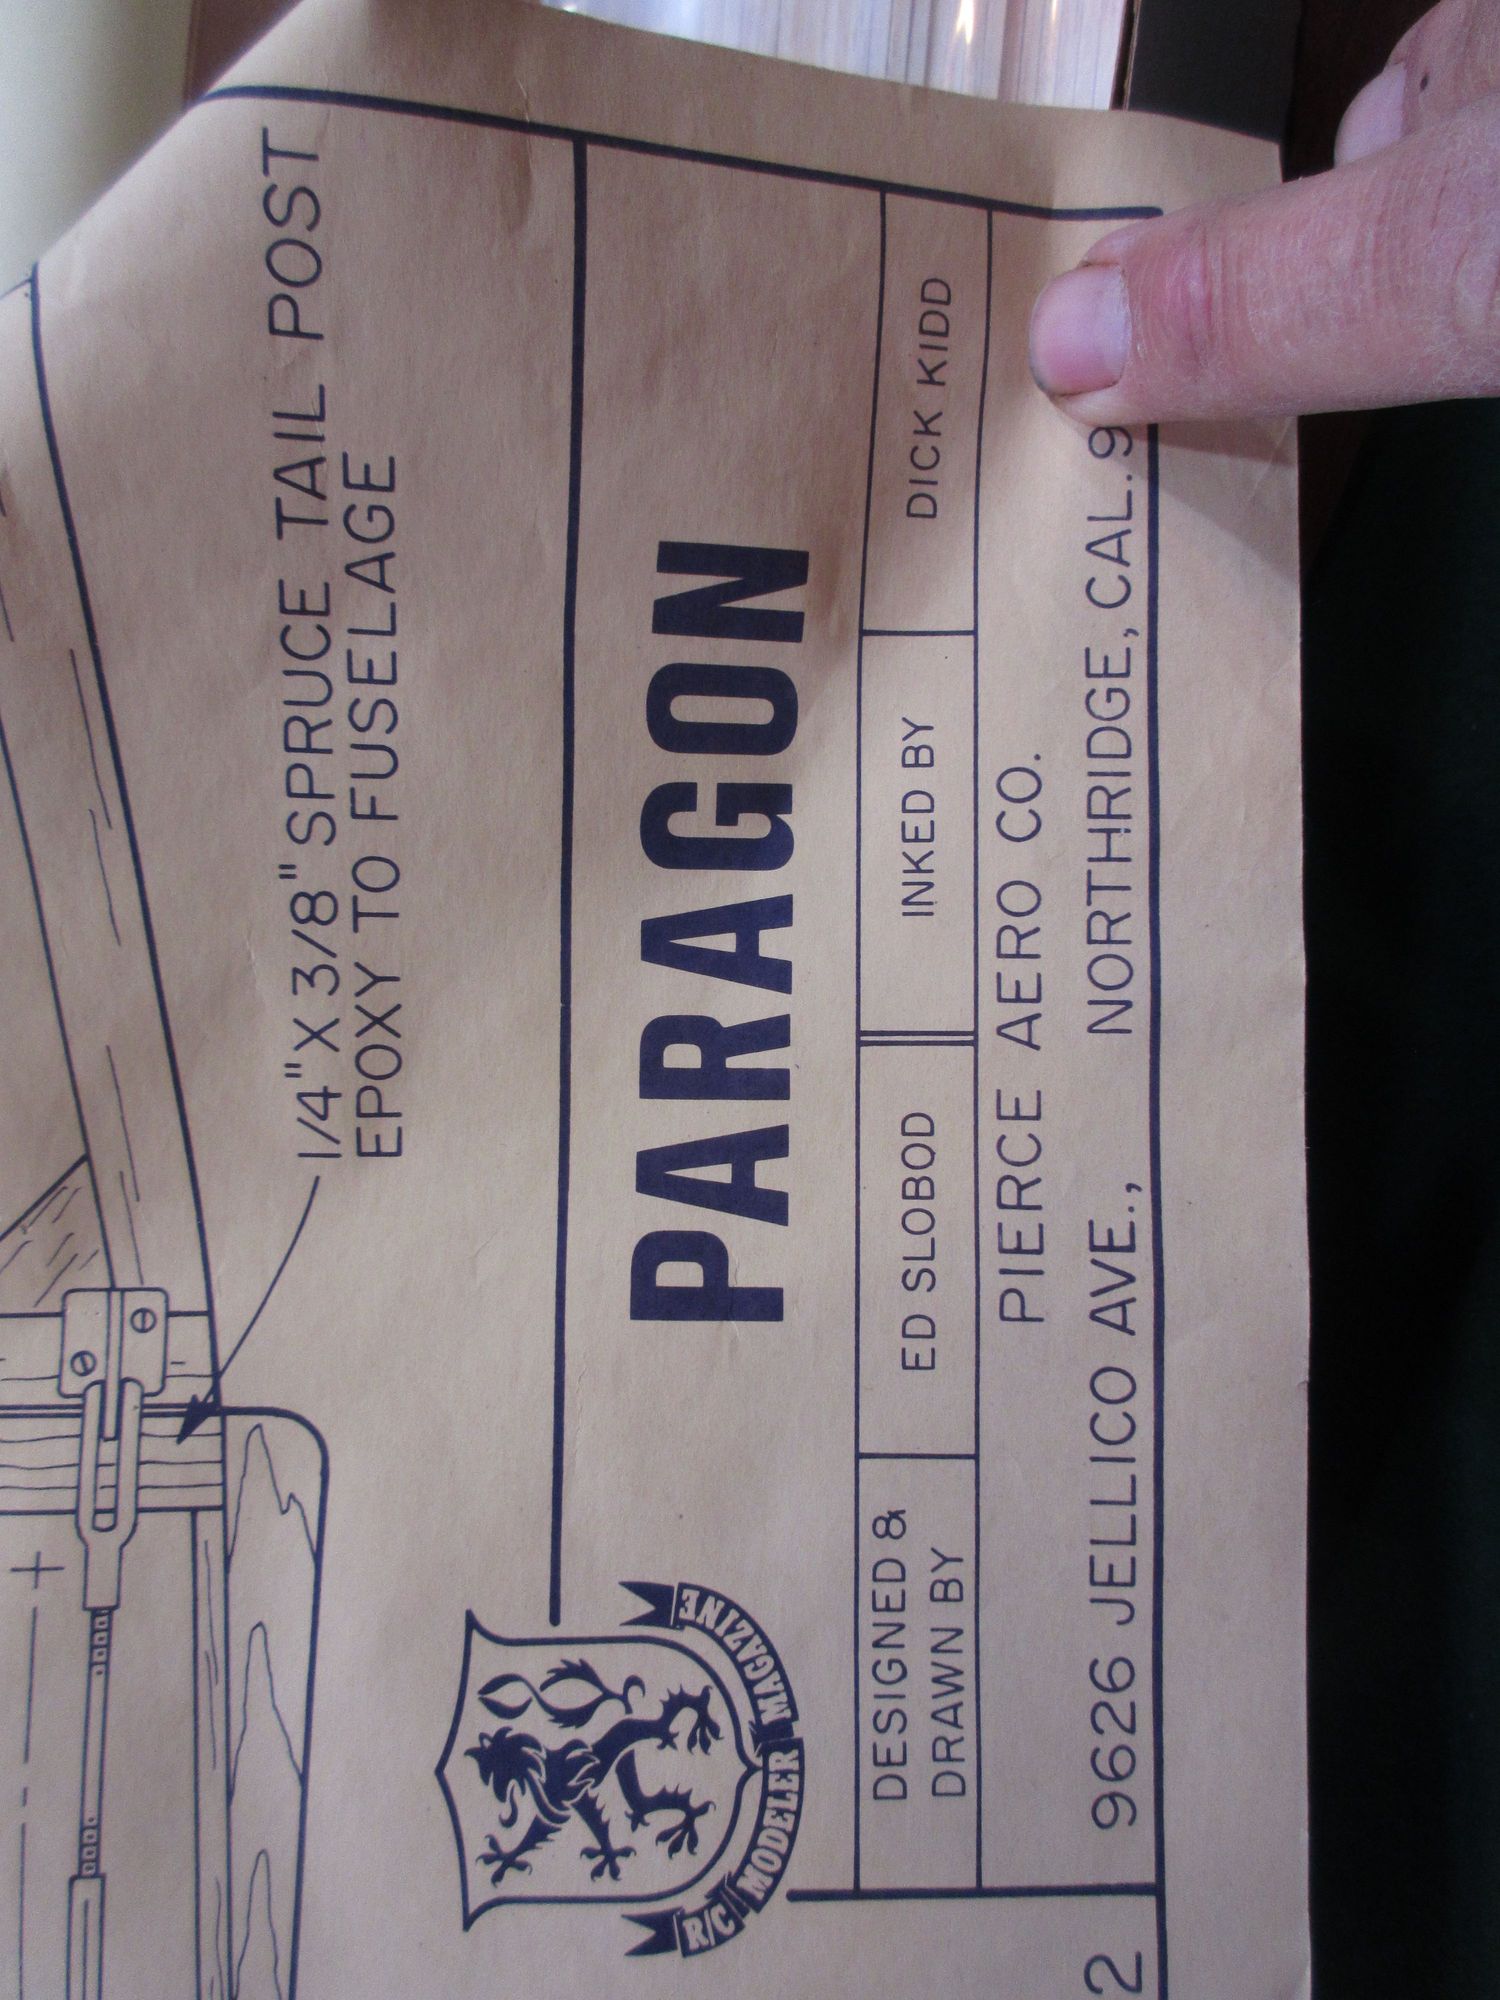 1/4" X 3/8" SPRUCE TAIL POST
EPOXY TO FUSELAGE
PARAGON
R/C MODELER MAGAZINE
DESIGNED &
DRAWN BY
ED SLOBOD
INKED BY
DICK KIDD
PIERCE AERO CO.
9626 JELLICO AVE., NORTHRIDGE, CAL. 9
2